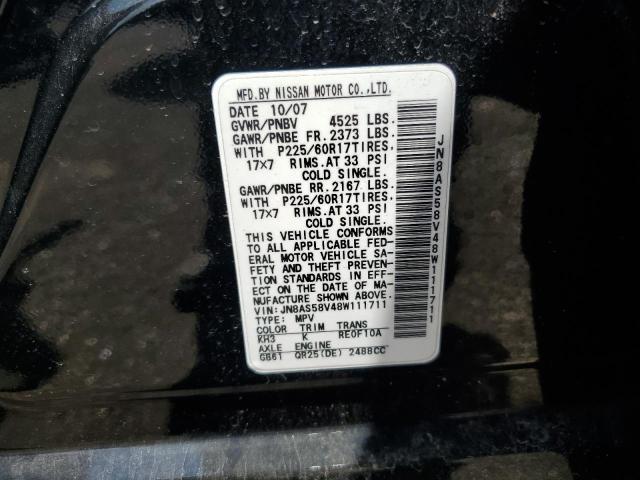 MFD.BY NISSAN MOTOR CO.,LTD.
DATE 10/07
GVWR/PNBV 4525 LBS.
GAWR/PNBE FR. 2373 LBS.
WITH P225/60R17TIRES,
17x7 RIMS.AT 33 PSI
COLD SINGLE.
GAWR/PNBE RR. 2167 LBS.
WITH P225/60R17TIRES,
17x7 RIMS.AT 33 PSI
COLD SINGLE.
THIS VEHICLE CONFORMS
TO ALL APPLICABLE FED-
ERAL MOTOR VEHICLE SA-
FETY AND THEFT PREVEN-
TION STANDARDS IN EFF-
ECT ON THE DATE OF MA-
NUFACTURE SHOWN ABOVE.
VIN:JN8AS58V48W111711
TYPE: MPV
COLOR TRIM TRANS
KH3 K RE0F10A
AXLE ENGINE
GB61 QR25(DE) 2488CC
JN8AS58V48W111711